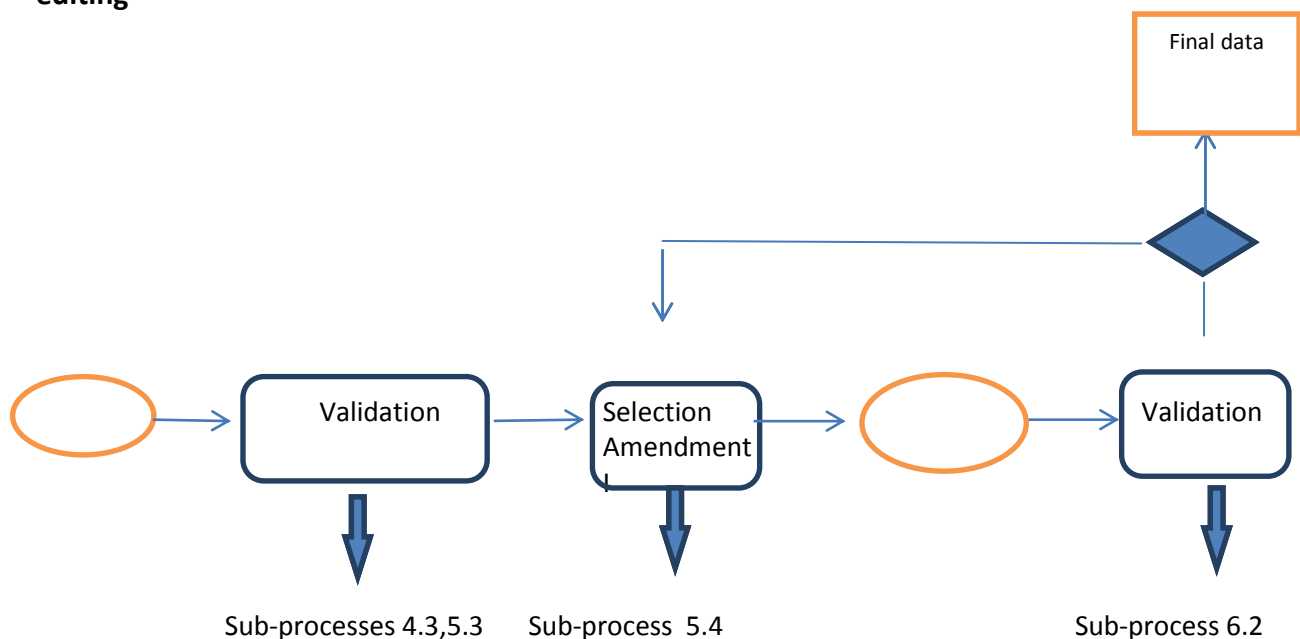 editing
Final data
Validation
Selection
Amendment
Validation
Sub-processes 4.3,5.3
Sub-process 5.4
Sub-process 6.2